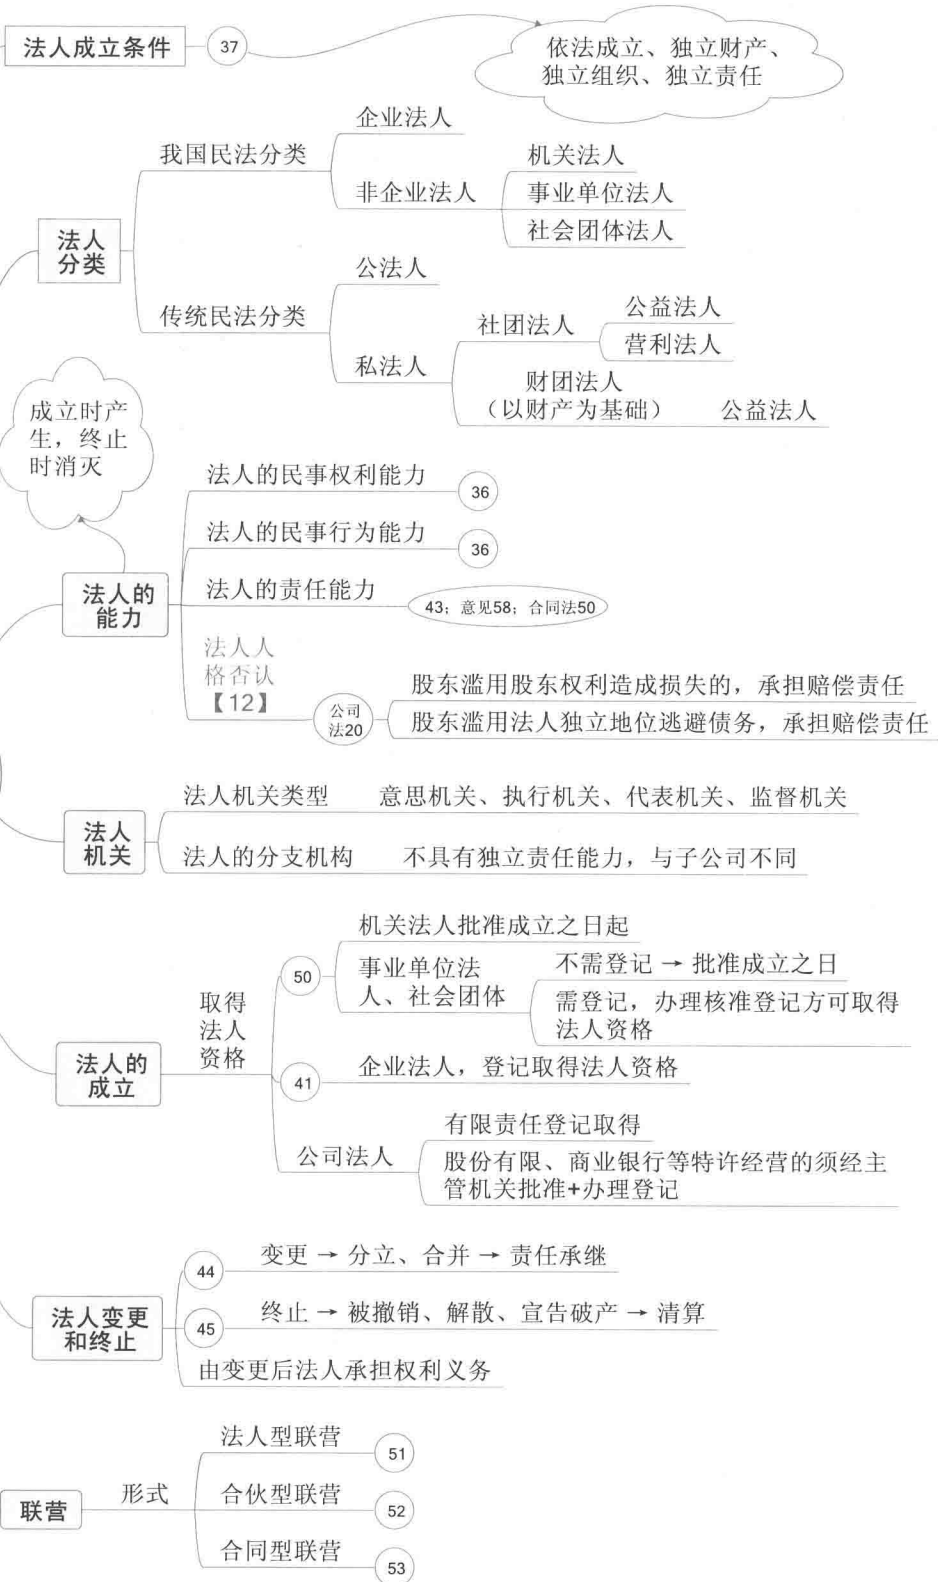 法人成立条件
37
依法成立、独立财产、
独立组织、独立责任
法人
分类
我国民法分类
企业法人
非企业法人
机关法人
事业单位法人
社会团体法人
传统民法分类
公法人
私法人
社团法人
公益法人
营利法人
财团法人
（以财产为基础）
公益法人
成立时产
生，终止
时消灭
法人的
能力
法人的民事权利能力
36
法人的民事行为能力
36
法人的责任能力
43；意见58；合同法50
法人人
格否认
【12】
公司
法20
股东滥用股东权利造成损失的，承担赔偿责任
股东滥用法人独立地位逃避债务，承担赔偿责任
法人
机关
法人机关类型 意思机关、执行机关、代表机关、监督机关
法人的分支机构 不具有独立责任能力，与子公司不同
法人的
成立
取得
法人
资格
50
机关法人批准成立之日起
事业单位法
人、社会团体
不需登记→批准成立之日
需登记，办理核准登记方可取得
法人资格
41
企业法人，登记取得法人资格
公司法人
有限责任登记取得
股份有限、商业银行等特许经营的须经主
管机关批准+办理登记
法人变更
和终止
44
变更→分立、合并→责任承继
45
终止→被撤销、解散、宣告破产→清算
由变更后法人承担权利义务
联营
形式
法人型联营
51
合伙型联营
52
合同型联营
53